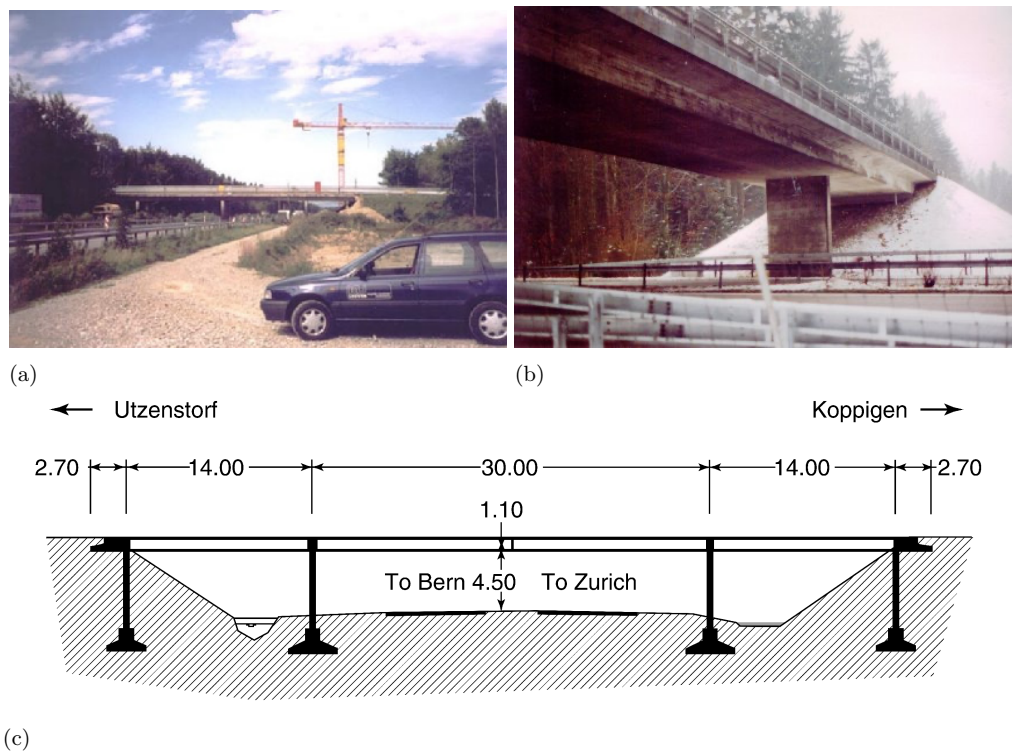 (a)
(b)
Utzenstorf
Koppigen
2.70
14.00
30.00
14.00
2.70
1.10
To Bern 4.50 To Zurich
(c)